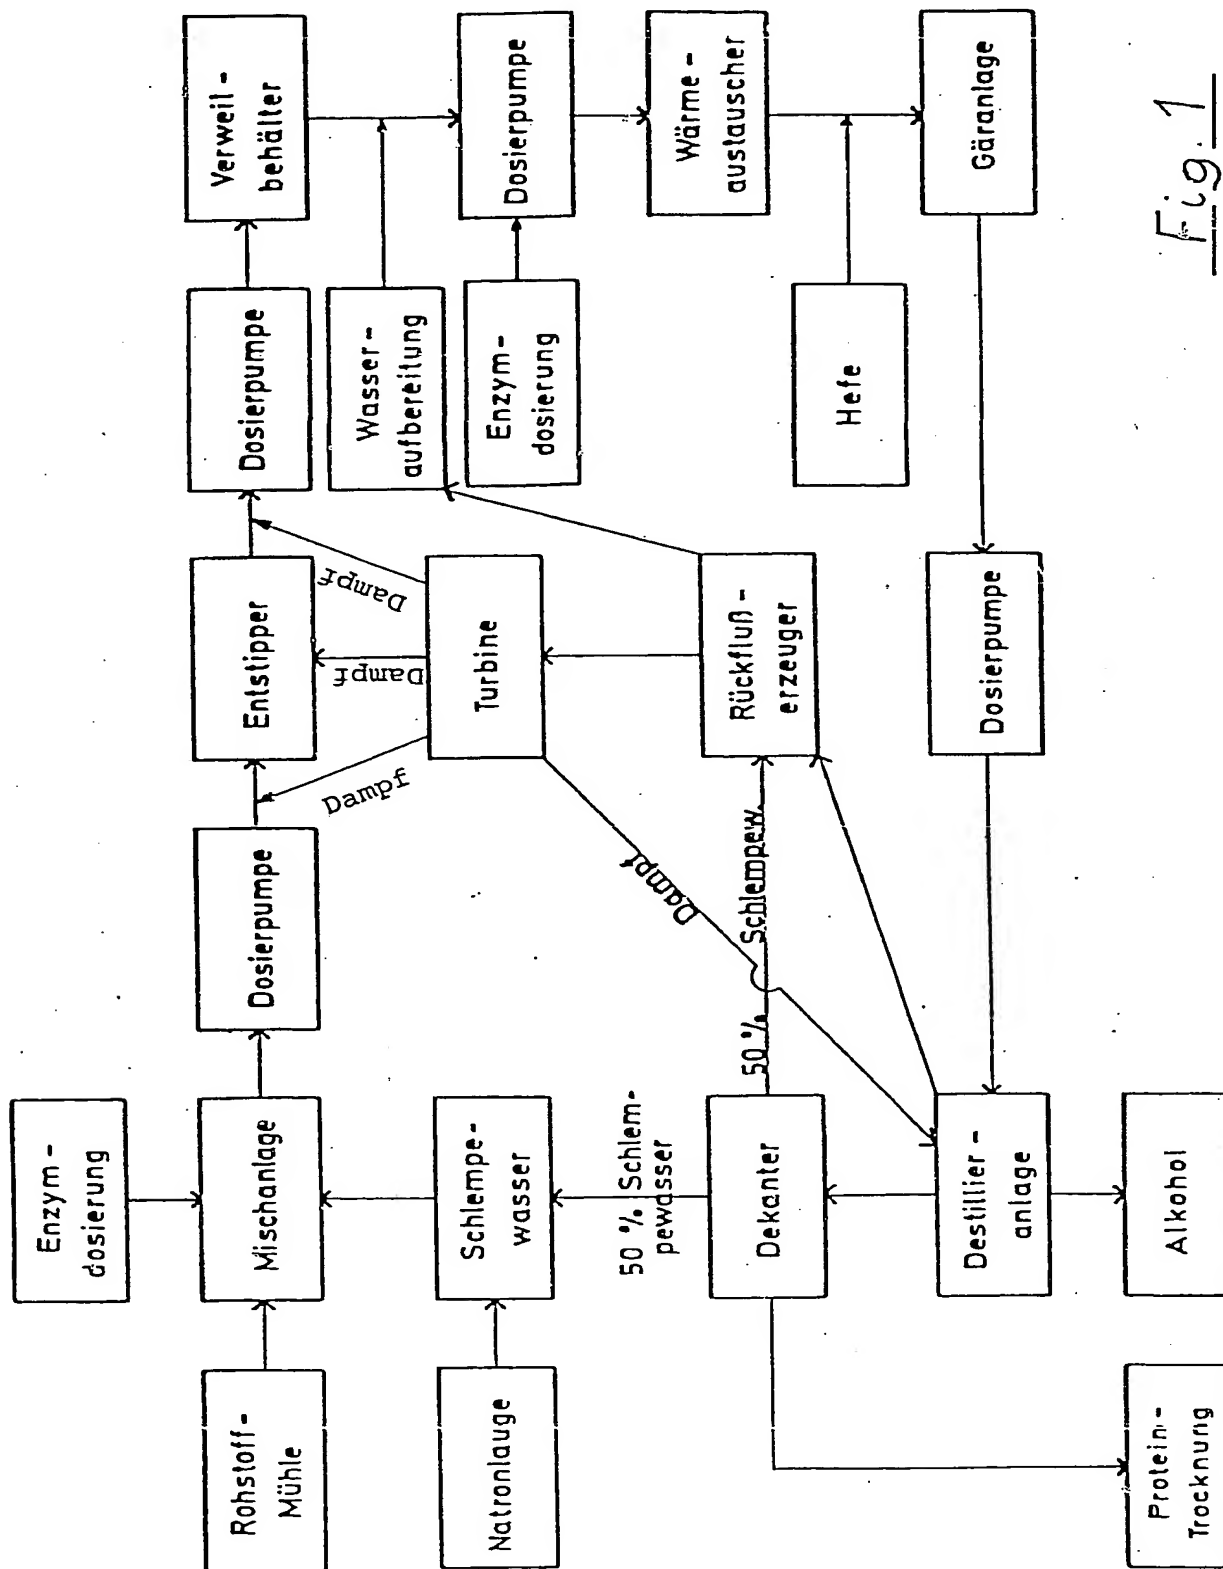 Enzym-
dosierung
Rohstoff-
Mühle
Mischanlage
Dosierpumpe
Entstipper
Dosierpumpe
Verweil-
behälter
Dampf
Dampf
Dampf
Natronlauge
Schlempe-
wasser
Turbine
Wasser-
aufbereitung
Enzym-
dosierung
Dosierpumpe
50 % Schlem-
pewasser
Dampf
Dekanter
50 % Schlempew.
Rückfluß-
erzeuger
Wärme-
austauscher
Hefe
Destillier-
anlage
Dosierpumpe
Gäranlage
Protein-
Trocknung
Alkohol
Fig. 1